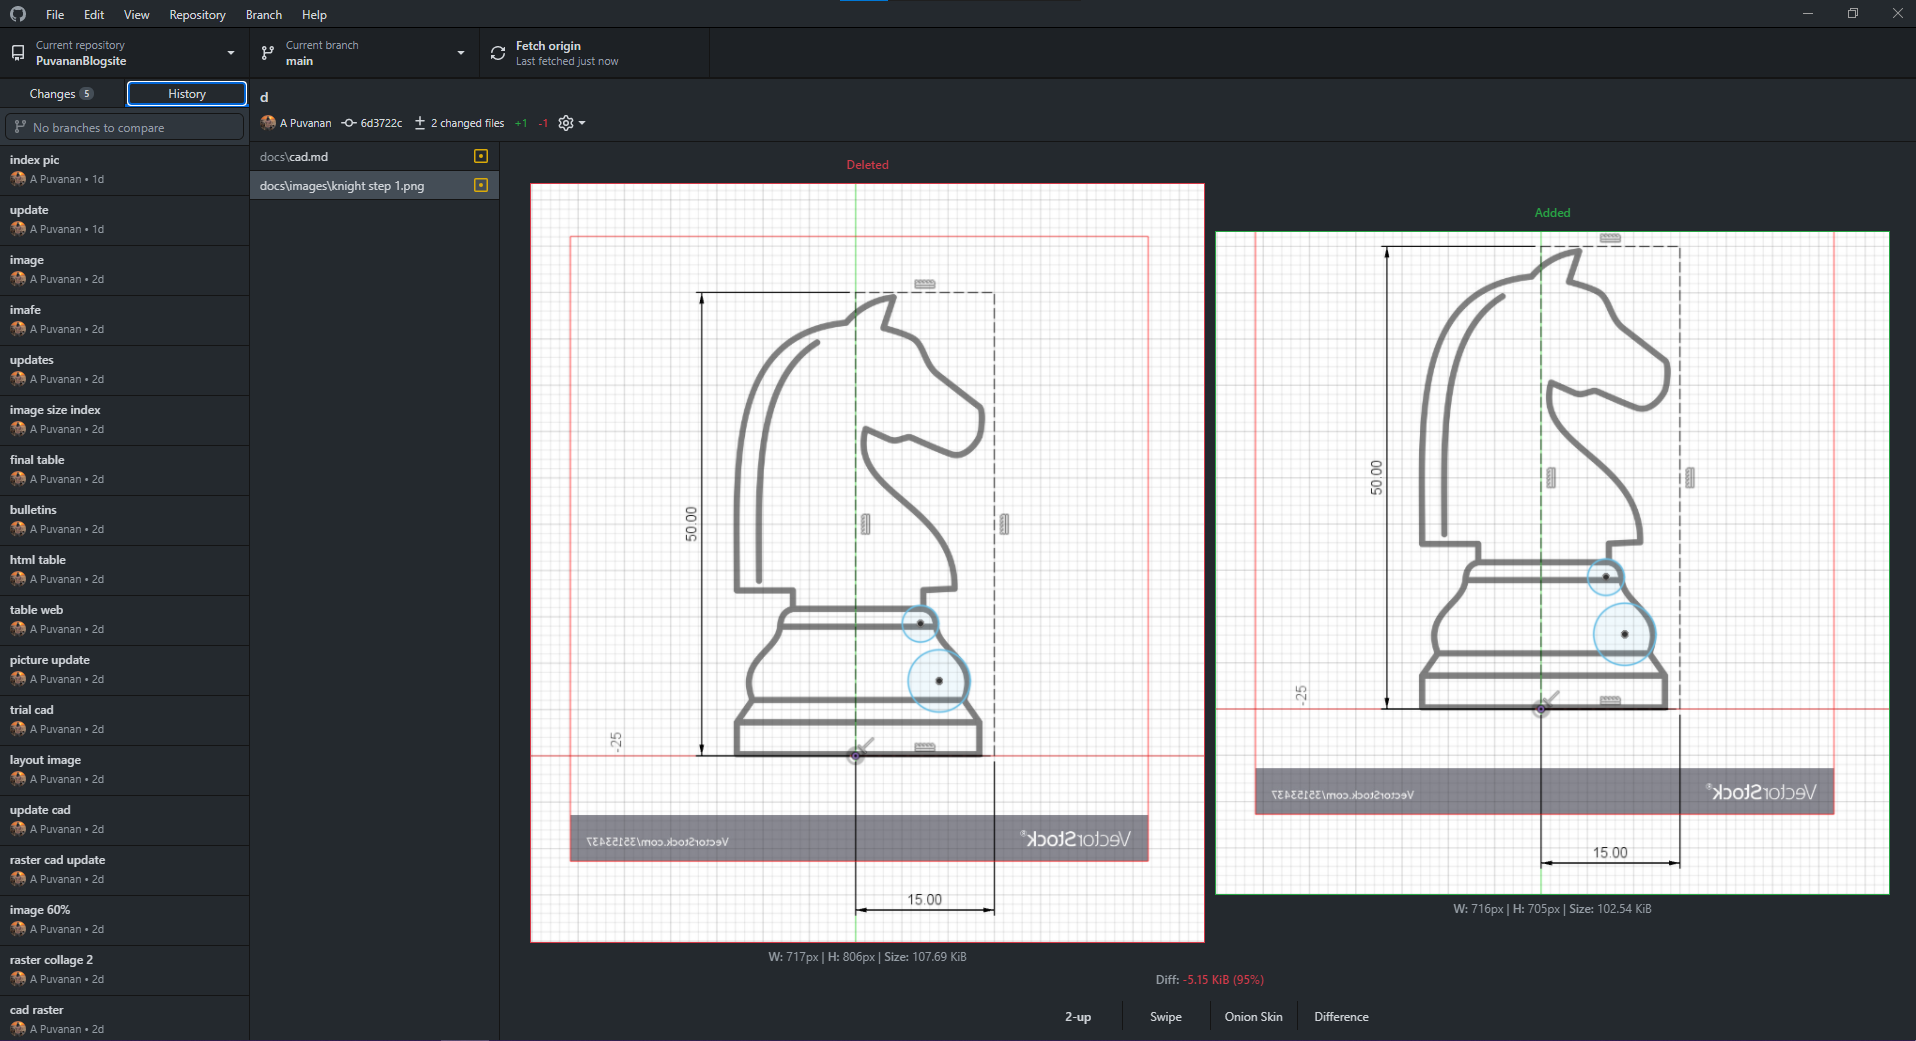 File Edit View Repository Branch Help
Current repository
PuvananBlogsite
Current branch
main
Fetch origin
Last fetched just now
Changes 5
History
No branches to compare
index pic
A Puvanan • 1d
update
A Puvanan • 1d
image
A Puvanan • 2d
imafe
A Puvanan • 2d
updates
A Puvanan • 2d
image size index
A Puvanan • 2d
final table
A Puvanan • 2d
bulletins
A Puvanan • 2d
html table
A Puvanan • 2d
table web
A Puvanan • 2d
picture update
A Puvanan • 2d
trial cad
A Puvanan • 2d
layout image
A Puvanan • 2d
update cad
A Puvanan • 2d
raster cad update
A Puvanan • 2d
image 60%
A Puvanan • 2d
raster collage 2
A Puvanan • 2d
cad raster
A Puvanan • 2d
d
A Puvanan 6d3722c 2 changed files +1 -1
docs\cad.md
docs\images\knight step 1.png
Deleted
50.00
-25
VectorStock.com/35153437
VectorStock®
15.00
W: 717px | H: 806px | Size: 107.69 KiB
Added
50.00
-25
VectorStock.com/35153437
VectorStock®
15.00
W: 716px | H: 705px | Size: 102.54 KiB
Diff: -5.15 KiB (95%)
2-up Swipe Onion Skin Difference